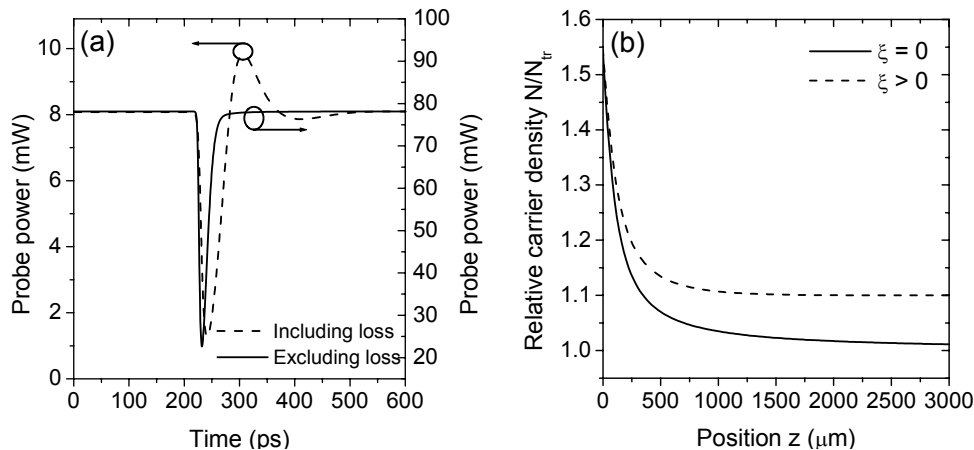 (a)
10
8
6
4
2
0
Probe power (mW)
100
90
80
70
60
50
40
30
20
Probe power (mW)
Including loss
Excluding loss
0 100 200 300 400 500 600
Time (ps)
(b)
ξ = 0
ξ > 0
1.6
1.5
1.4
1.3
1.2
1.1
1.0
Relative carrier density N/Ntr
0 500 1000 1500 2000 2500 3000
Position z (μm)